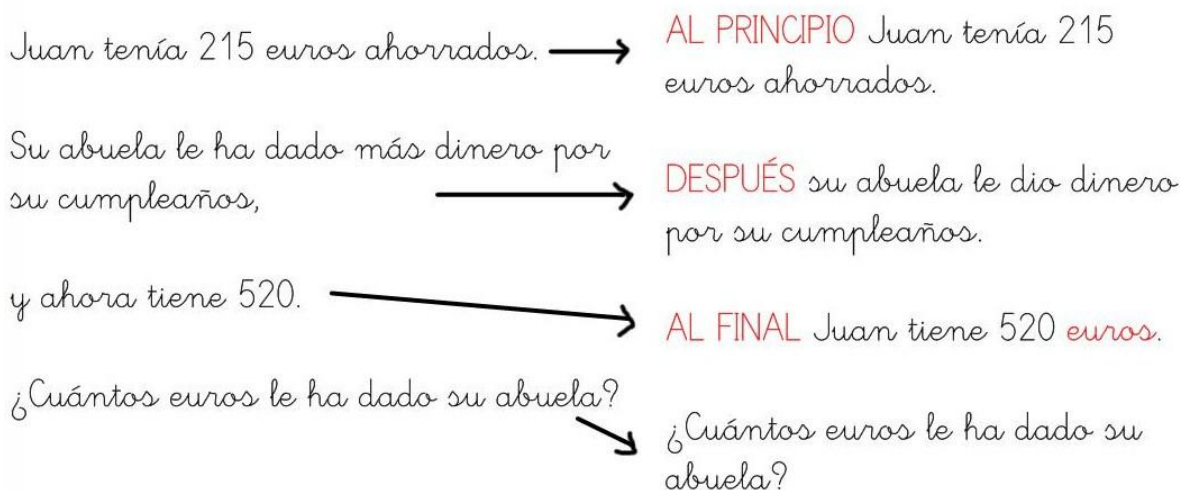 Juan tenía 215 euros ahorrados.
Su abuela le ha dado más dinero por
su cumpleaños,
y ahora tiene 520.
¿Cuántos euros le ha dado su abuela?
AL PRINCIPIO Juan tenía 215
euros ahorrados.
DESPUÉS su abuela le dio dinero
por su cumpleaños.
AL FINAL Juan tiene 520 euros.
¿Cuántos euros le ha dado su
abuela?